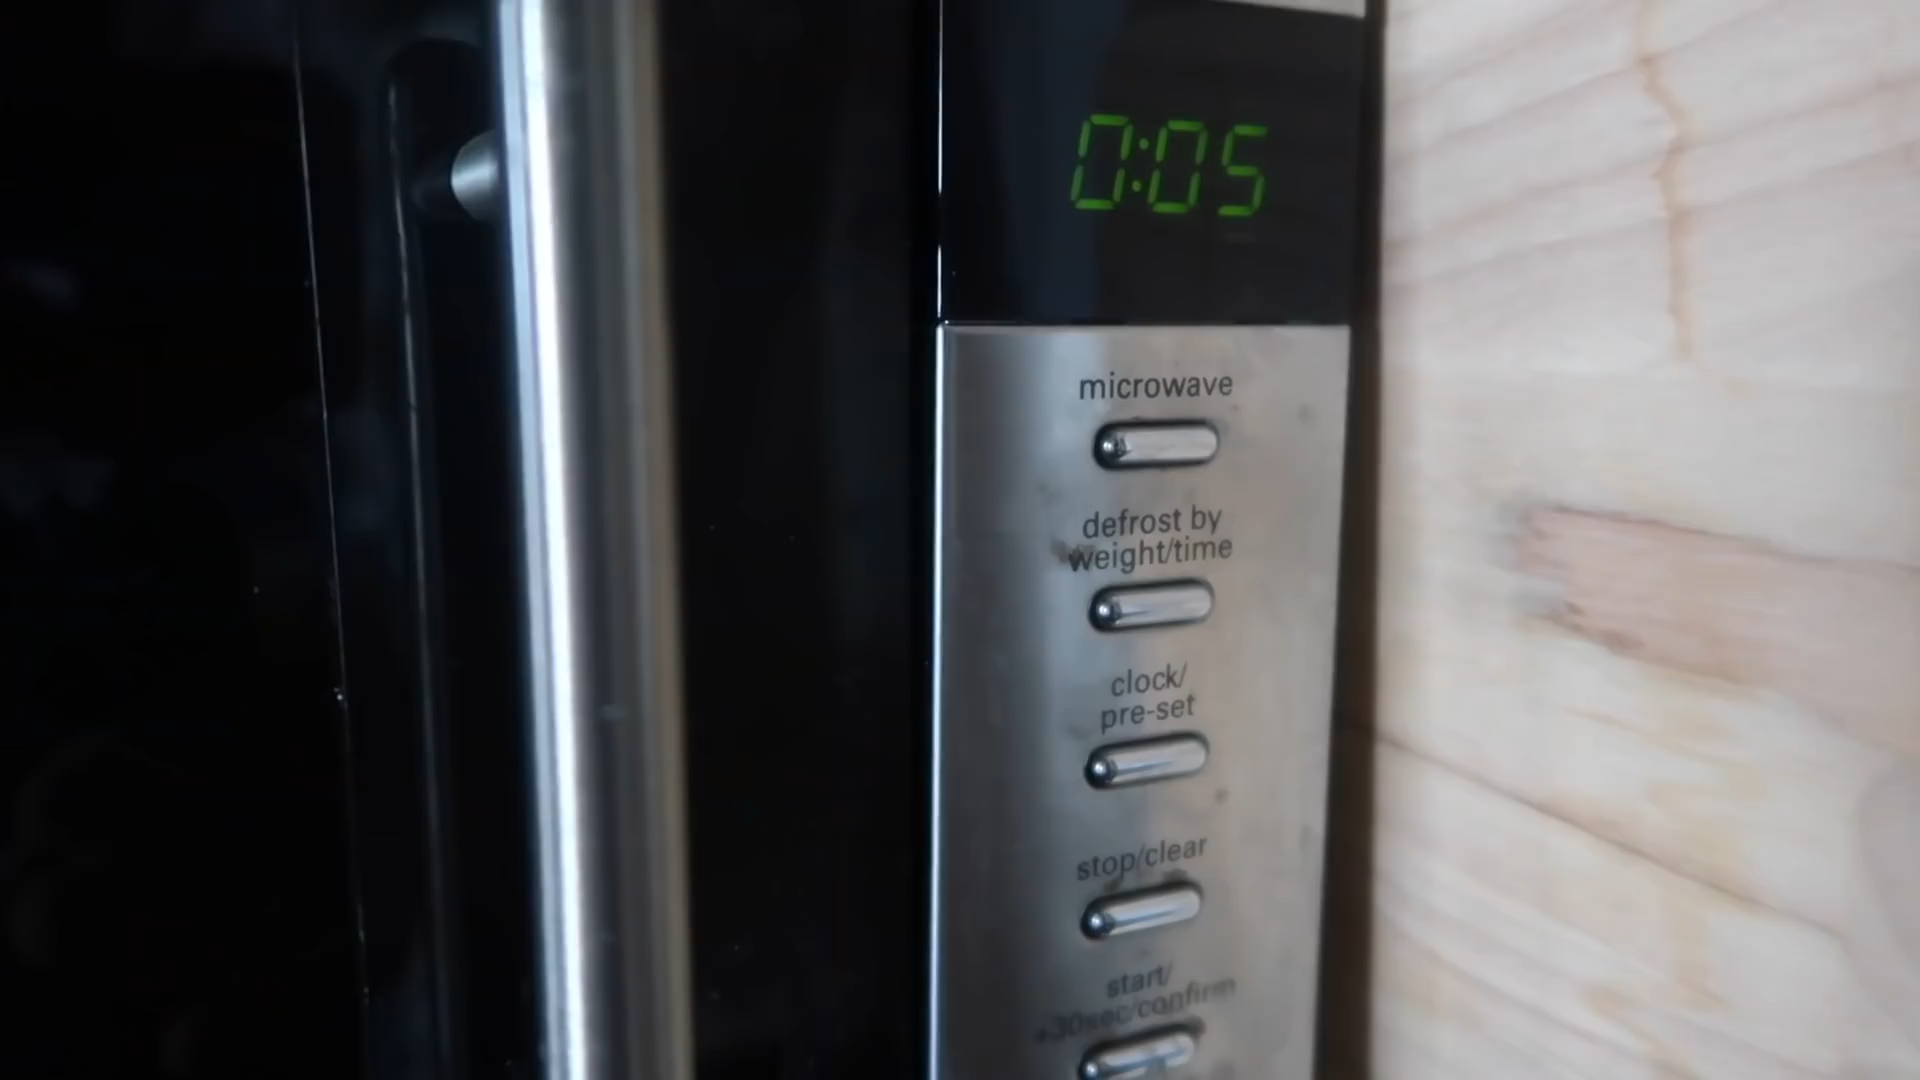 0:05
microwave
defrost by
weight/time
clock/
pre-set
stop/clear
start/
+30sec/confirm